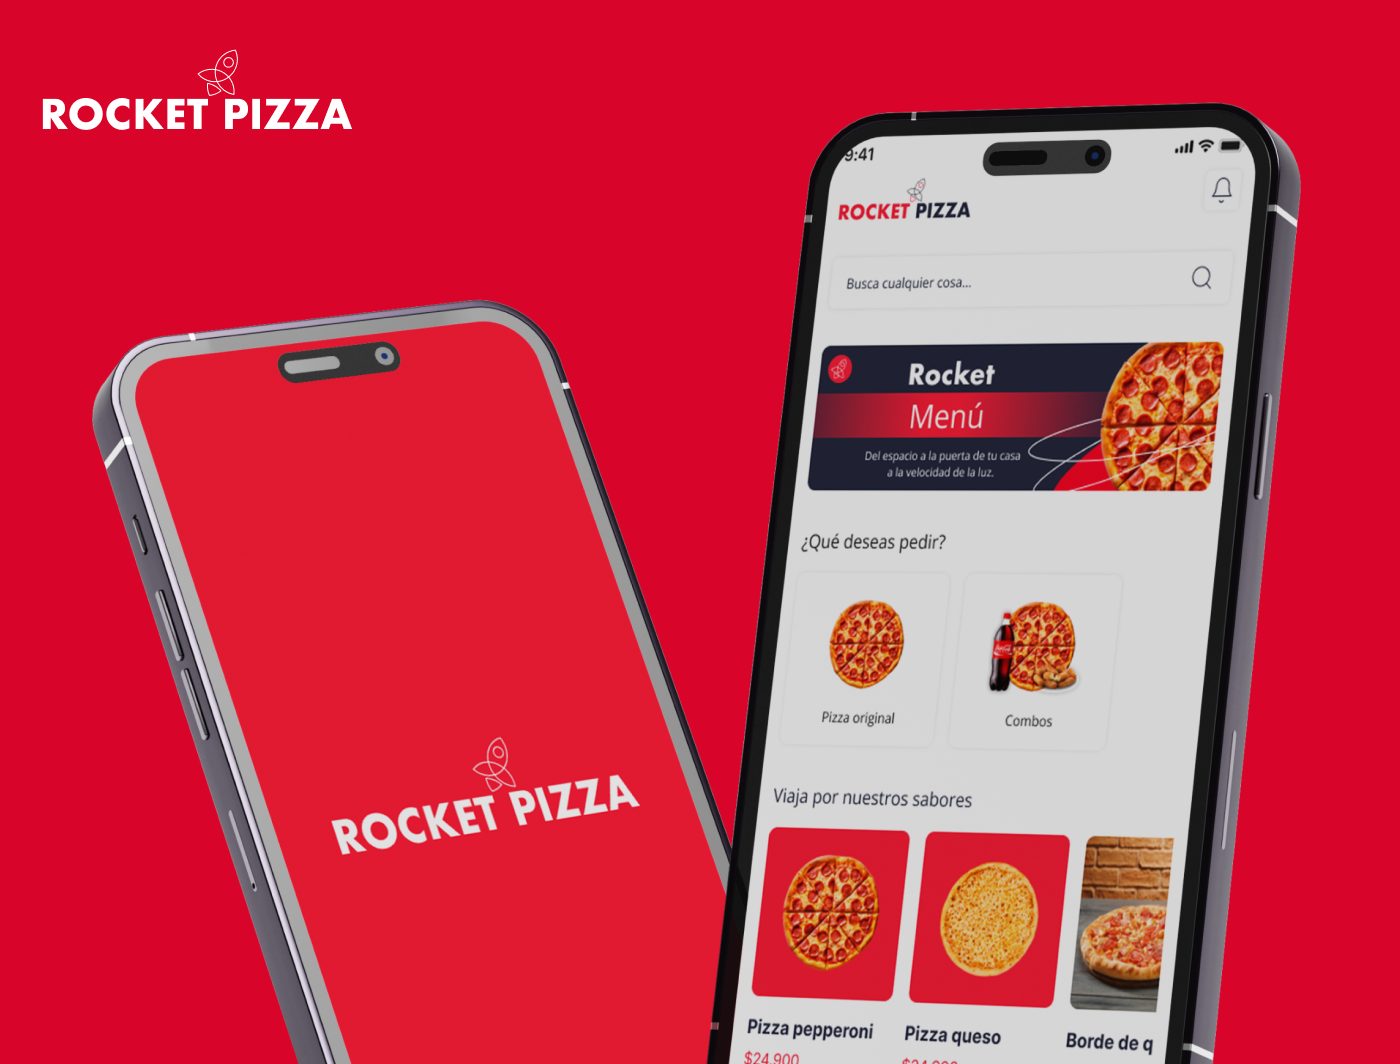 ROCKET PIZZA
9:41
ROCKET PIZZA
Busca cualquier cosa...
Rocket
Menú
Del espacio a la puerta de tu casa
a la velocidad de la luz.
¿Qué deseas pedir?
Pizza original
Combos
Viaja por nuestros sabores
Pizza pepperoni
Pizza queso
Borde de q
$24.900
ROCKET PIZZA